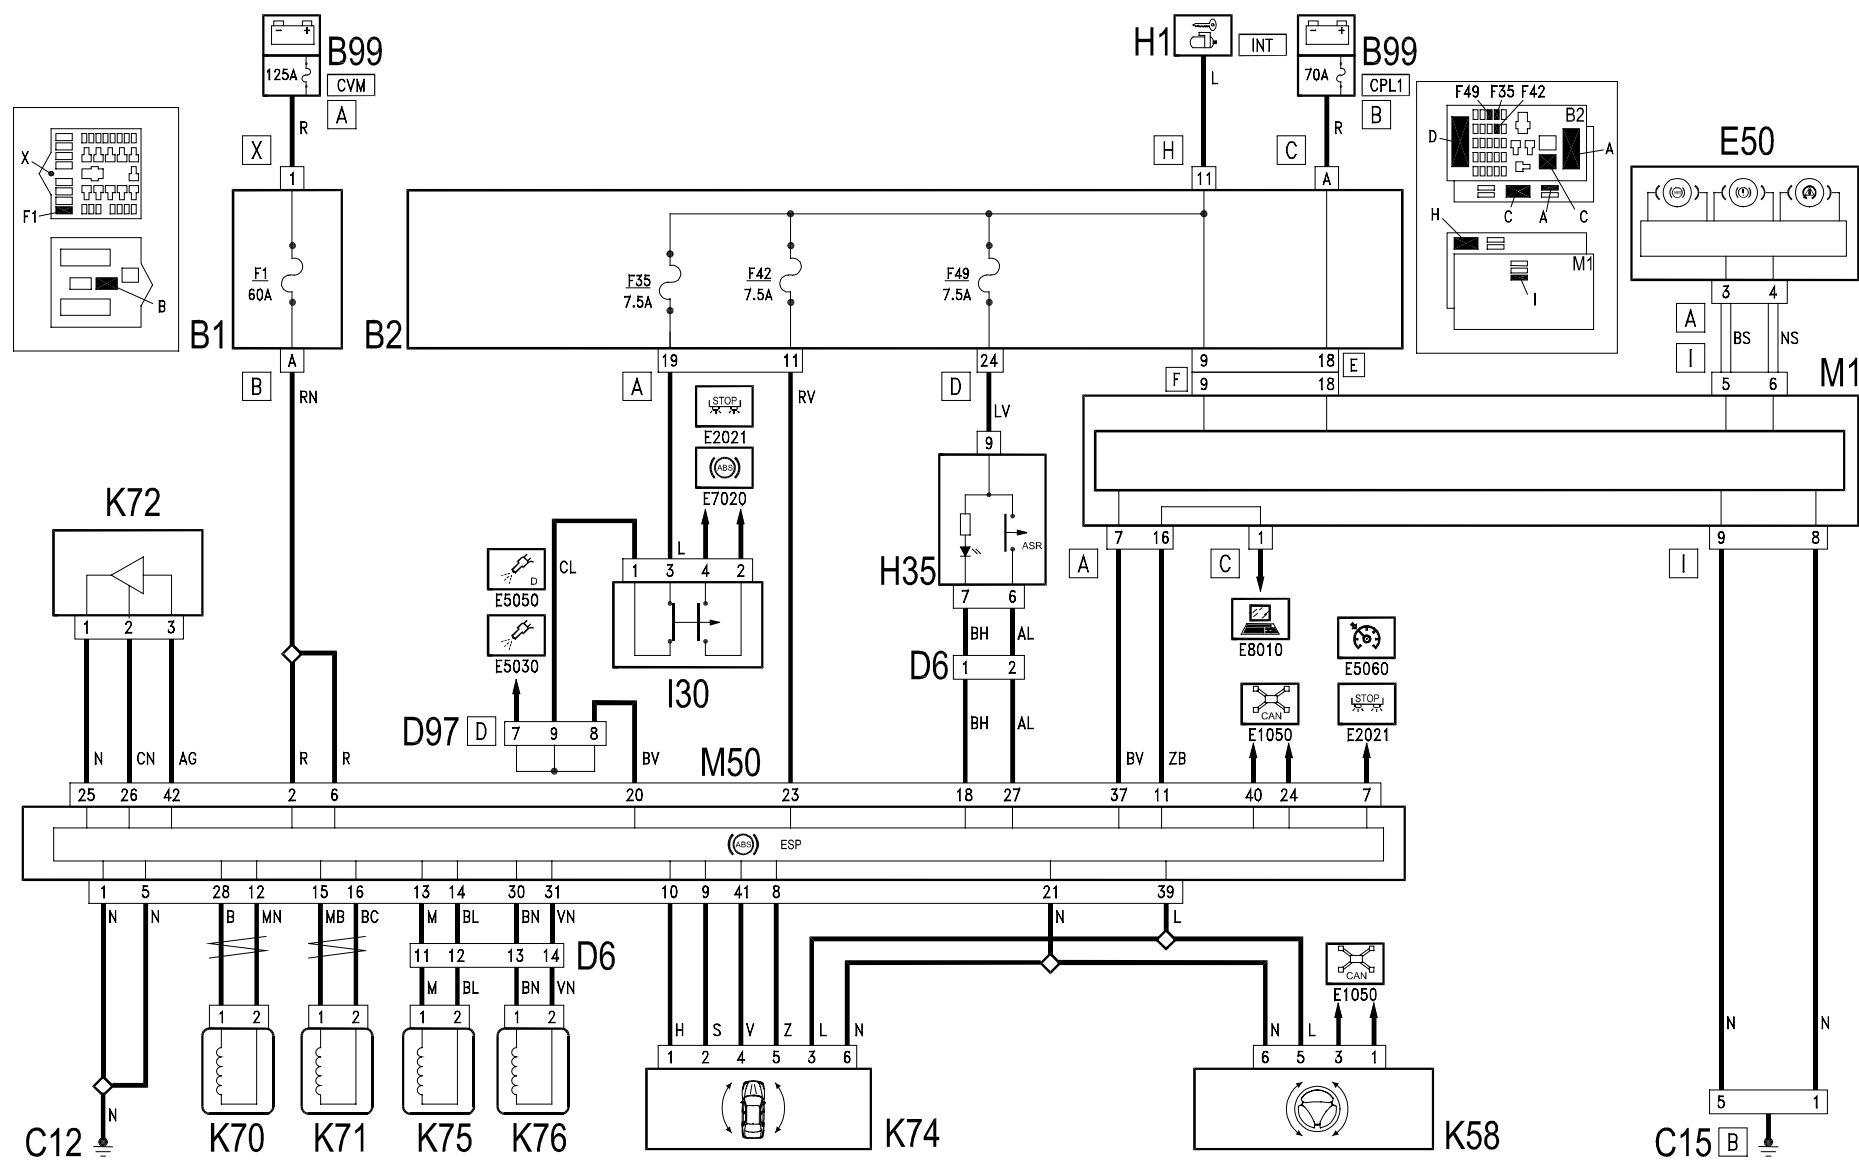 B99
125A
CVM
A
R
X
1
X
F1
B
F1
60A
B1
A
B
RN
H1
INT
L
B99
70A
CPL1
B
R
H
C
11
A
F35
7.5A
F42
7.5A
F49
7.5A
B2
19
11
24
9
18
E
A
D
F
9
18
F49 F35 F42
B2
D
A
C
A
C
H
M1
I
E50
3
4
A
BS
NS
I
5
6
M1
STOP
E2021
ABS
E7020
RV
LV
9
ASR
H35
7
6
BH
AL
D6
1
2
BH
AL
K72
1
2
3
N
CN
AG
D
E5050
E5030
CL
L
1
3
4
2
I30
D97
D
7
9
8
BV
R
R
7
16
1
A
C
E8010
9
8
I
E5060
CAN
E1050
STOP
E2021
BV
ZB
M50
25
26
42
2
6
20
23
18
27
37
11
40
24
7
ABS
ESP
1
5
28
12
15
16
13
14
30
31
10
9
41
8
21
39
N
N
B
MN
MB
BC
M
BL
BN
VN
N
L
11
12
13
14
D6
M
BL
BN
VN
1
2
1
2
1
2
1
2
K70
K71
K75
K76
N
C12
H
S
V
Z
L
N
1
2
4
5
3
6
K74
CAN
E1050
N
L
6
5
3
1
K58
N
N
5
1
C15
B